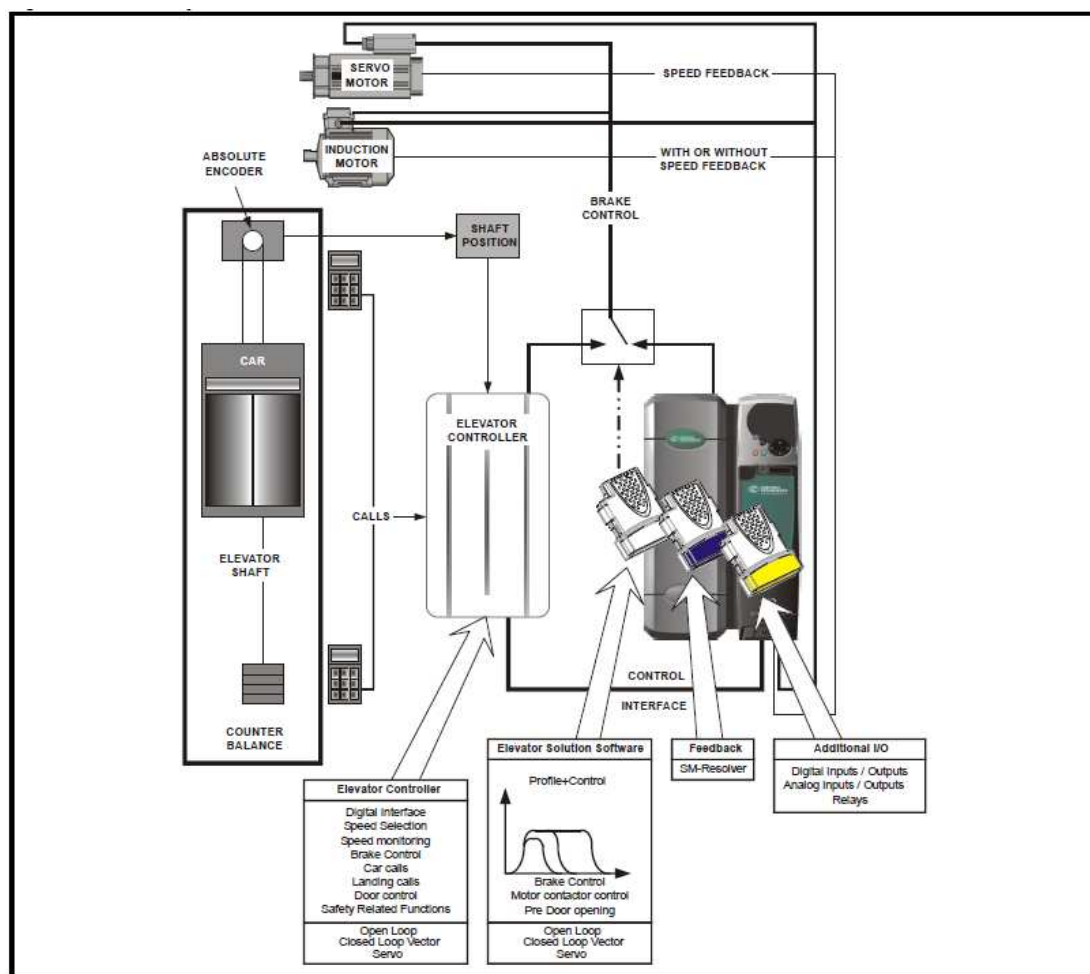 SERVO
MOTOR
SPEED FEEDBACK
INDUCTION
MOTOR
WITH OR WITHOUT
SPEED FEEDBACK
ABSOLUTE
ENCODER
BRAKE
CONTROL
SHAFT
POSITION
CAR
ELEVATOR
CONTROLLER
CALLS
ELEVATOR
SHAFT
CONTROL
INTERFACE
COUNTER
BALANCE
Elevator Controller
Digital Interface
Speed Selection
Speed monitoring
Brake Control
Car calls
Landing calls
Door control
Safety Related Functions
Open Loop
Closed Loop Vector
Servo
Elevator Solution Software
Profile+Control
Brake Control
Motor contactor control
Pre Door opening
Open Loop
Closed Loop Vector
Servo
Feedback
SM-Resolver
Additional I/O
Digital Inputs / Outputs
Analog Inputs / Outputs
Relays